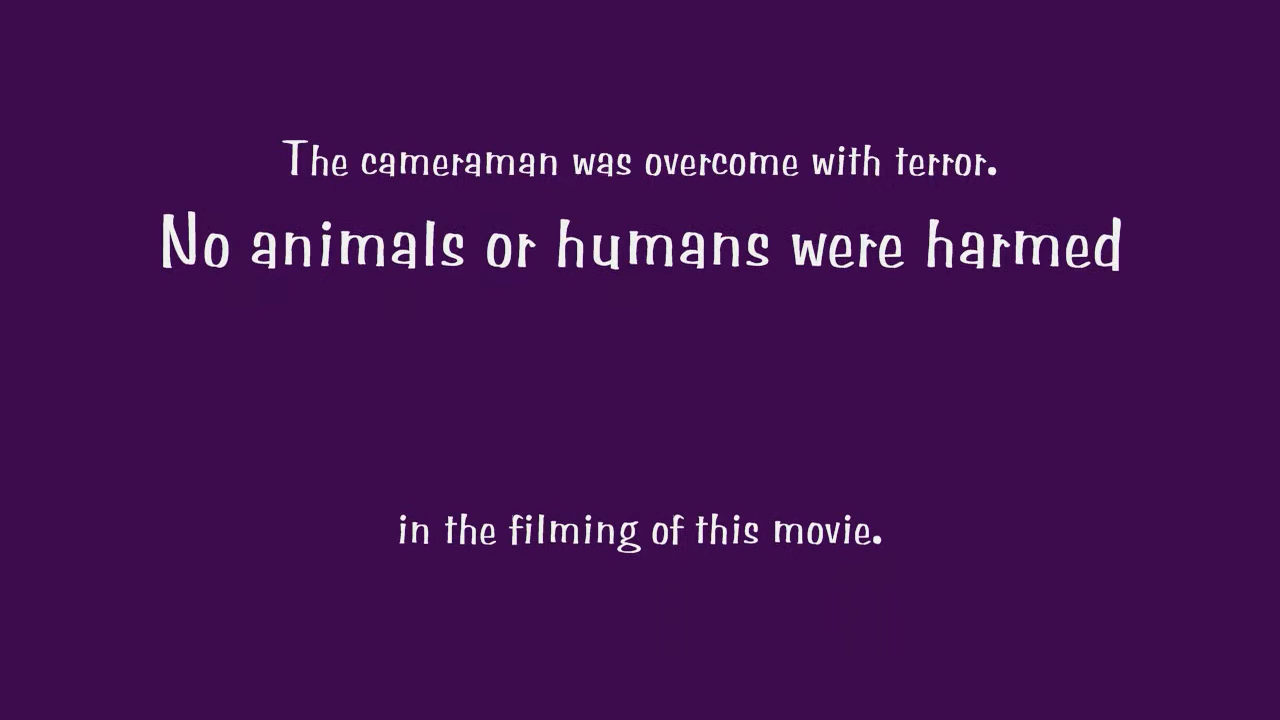 The cameraman was overcome with terror.
No animals or humans were harmed
in the filming of this movie.